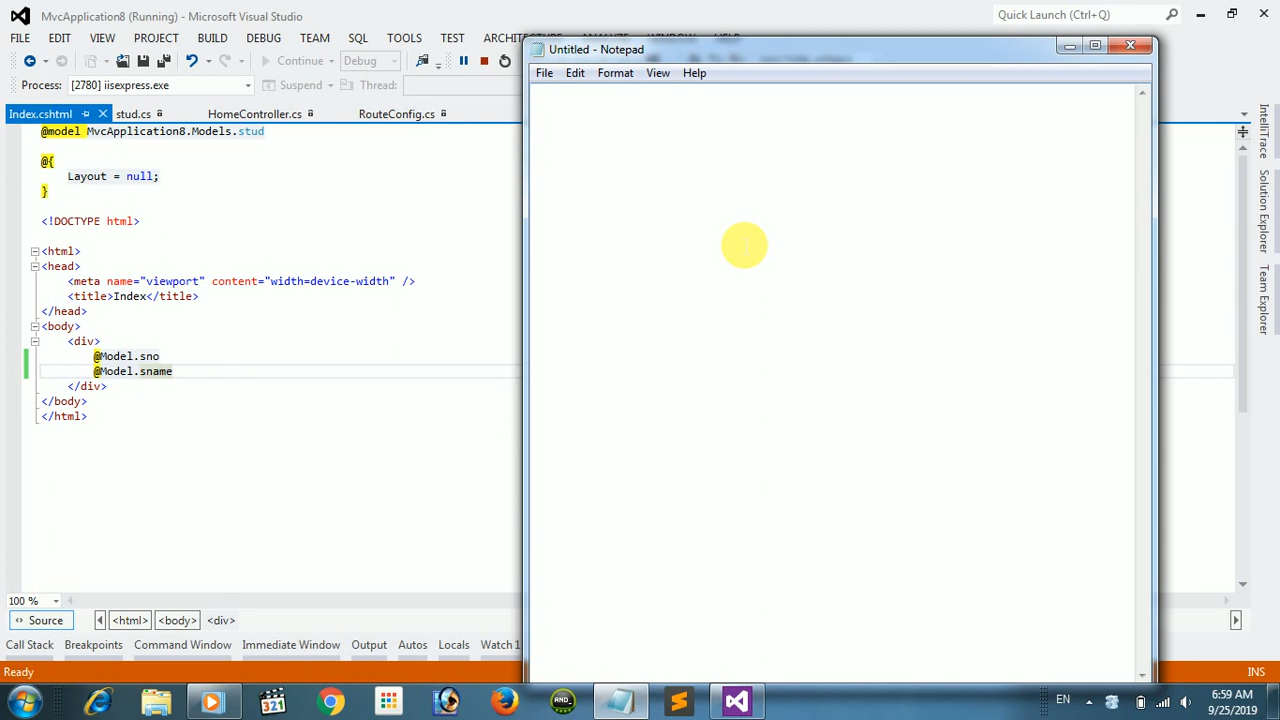 MvcApplication8 (Running) - Microsoft Visual Studio
Quick Launch (Ctrl+Q)
FILE EDIT VIEW PROJECT BUILD DEBUG TEAM SQL TOOLS TEST
Untitled - Notepad
File Edit Format View Help
Continue Debug
Process: [2780] iisexpress.exe Suspend Thread:
Index.cshtml stud.cs HomeController.cs RouteConfig.cs
@model MvcApplication8.Models.stud
@{
Layout = null;
}
<!DOCTYPE html>
<html>
<head>
<meta name="viewport" content="width=device-width" />
<title>Index</title>
</head>
<body>
<div>
@Model.sno
@Model.sname
</div>
</body>
</html>
IntelliTrace
Solution Explorer
Team Explorer
100 %
Source <html> <body> <div>
Call Stack Breakpoints Command Window Immediate Window Output Autos Locals Watch 1
Ready INS
321
AND_
EN
6:59 AM
9/25/2019